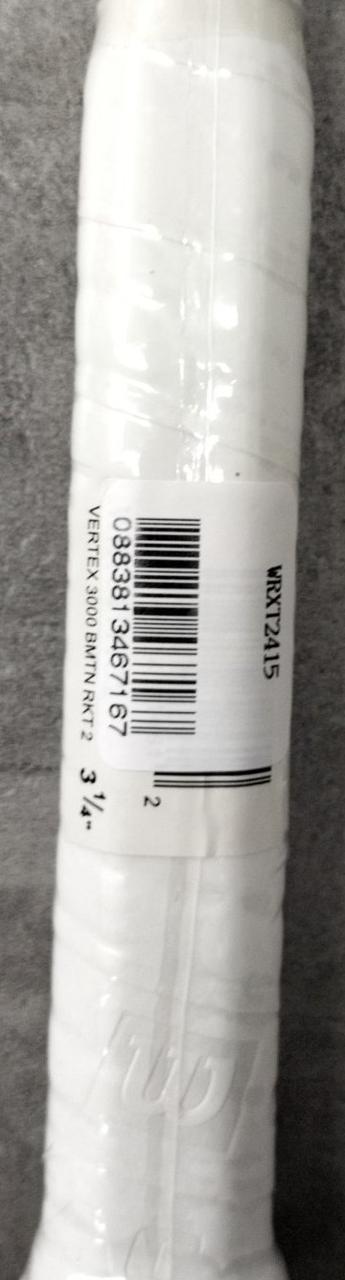 WRXT2415
0883813467167
VERTEX 3000 BMTN RKT 2
3 1/4"
2
W